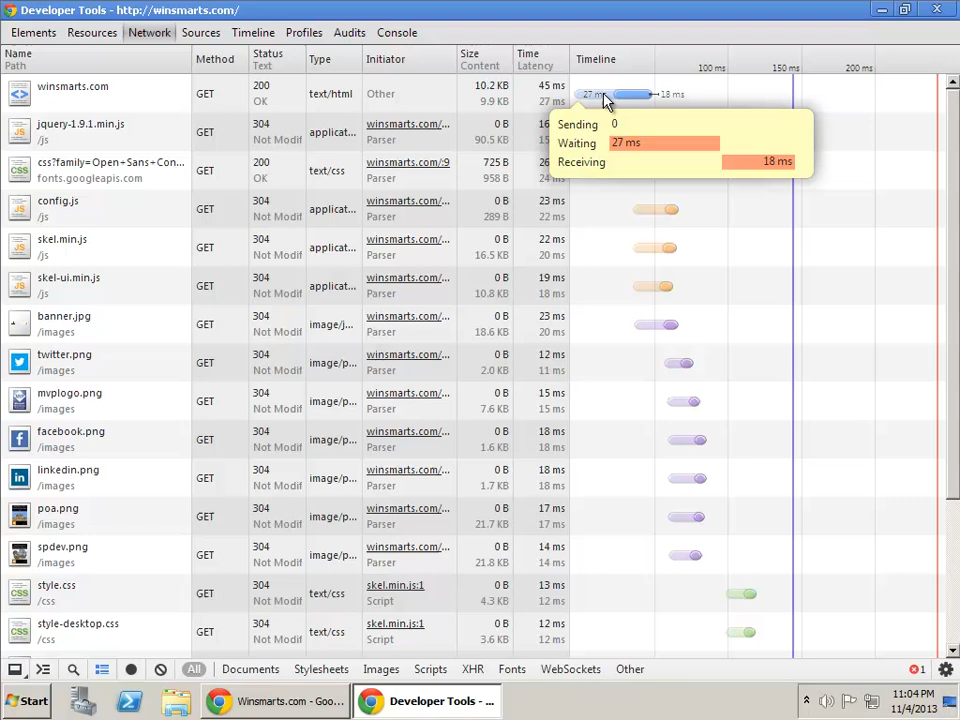 Developer Tools - http://winsmarts.com/
Elements Resources Network Sources Timeline Profiles Audits Console
Name Path Method Status Text Type Initiator Size Content Time Latency Timeline 100 ms 150 ms 200 ms
winsmarts.com GET 200 OK text/html Other 10.2 KB 9.9 KB 45 ms 27 ms 27 ms 18 ms
Sending 0
Waiting 27 ms
Receiving 18 ms
jquery-1.9.1.min.js /js GET 304 Not Modif applicat... winsmarts.com/... Parser 0 B 90.5 KB
css?family=Open+Sans+Con... fonts.googleapis.com GET 200 OK text/css winsmarts.com/:9 Parser 725 B 958 B
config.js /js GET 304 Not Modif applicat... winsmarts.com/... Parser 0 B 289 B 23 ms 22 ms
skel.min.js /js GET 304 Not Modif applicat... winsmarts.com/... Parser 0 B 16.5 KB 22 ms 20 ms
skel-ui.min.js /js GET 304 Not Modif applicat... winsmarts.com/... Parser 0 B 10.8 KB 19 ms 18 ms
banner.jpg /images GET 304 Not Modif image/j... winsmarts.com/... Parser 0 B 18.6 KB 23 ms 20 ms
twitter.png /images GET 304 Not Modif image/p... winsmarts.com/... Parser 0 B 2.0 KB 12 ms 11 ms
mvplogo.png /images GET 304 Not Modif image/p... winsmarts.com/... Parser 0 B 7.6 KB 15 ms 15 ms
facebook.png /images GET 304 Not Modif image/p... winsmarts.com/... Parser 0 B 1.6 KB 18 ms 18 ms
linkedin.png /images GET 304 Not Modif image/p... winsmarts.com/... Parser 0 B 1.7 KB 18 ms 18 ms
poa.png /images GET 304 Not Modif image/p... winsmarts.com/... Parser 0 B 21.7 KB 17 ms 17 ms
spdev.png /images GET 304 Not Modif image/p... winsmarts.com/... Parser 0 B 21.8 KB 14 ms 14 ms
style.css /css GET 304 Not Modif text/css skel.min.js:1 Script 0 B 4.3 KB 13 ms 12 ms
style-desktop.css /css GET 304 Not Modif text/css skel.min.js:1 Script 0 B 3.6 KB 12 ms 12 ms
All Documents Stylesheets Images Scripts XHR Fonts WebSockets Other 1
Start Winsmarts.com - Goo... Developer Tools - ... 11:04 PM
11/4/2013